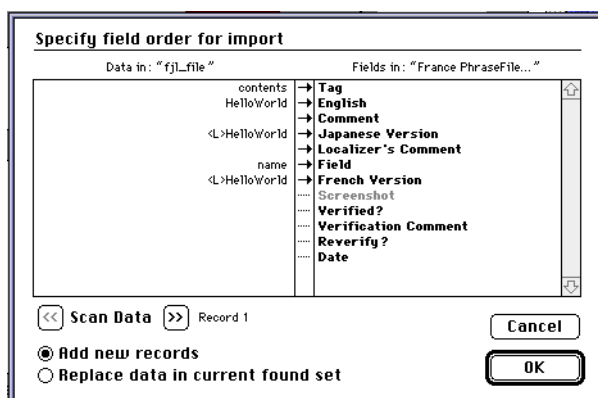 Specify field order for import
Data in: "fjl_file" Fields in: "France PhraseFile..."
contents → Tag
HelloWorld → English
→ Comment
<L>HelloWorld → Japanese Version
→ Localizer's Comment
name → Field
<L>HelloWorld → French Version
Screenshot
Verified?
Verification Comment
Reverify?
Date
<< Scan Data >> Record 1
Cancel
Add new records
OK
Replace data in current found set